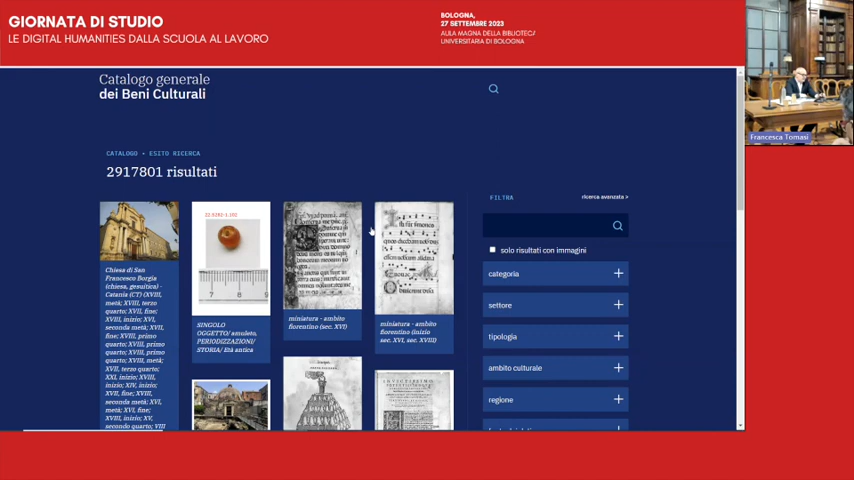 GIORNATA DI STUDIO
LE DIGITAL HUMANITIES DALLA SCUOLA AL LAVORO
BOLOGNA,
27 SETTEMBRE 2023
AULA MAGNA DELLA BIBLIOTECA
UNIVERSITARIA DI BOLOGNA
Francesca Tomasi
Catalogo generale
dei Beni Culturali
CATALOGO • ESITO RICERCA
2917801 risultati
Chiesa di San
Francesco Borgia
(chiesa, gesuitica) -
Catania (CT) (XVIII,
metà; XVIII, terzo
quarto; XVII, fine;
XVIII, inizio; XVI,
seconda metà; XVII,
fine; XVIII, primo
quarto; XVIII, primo
quarto; XVIII, metà;
XVII, terzo quarto;
XXI, inizio; XVIII,
inizio; XIV, inizio;
XVII, fine; XVIII,
seconda metà; XVI,
metà; XVI, fine;
XVIII, inizio; XV,
secondo quarto; VIII
SINGOLO
OGGETTO/ amuleto,
PERIODIZZAZIONI/
STORIA/ Età antica
miniatura - ambito
fiorentino (sec. XVI)
miniatura - ambito
fiorentino (inizio
sec. XVI, sec. XVIII)
7 8 9
FILTRA
ricerca avanzata >
solo risultati con immagini
categoria
settore
tipologia
ambito culturale
regione